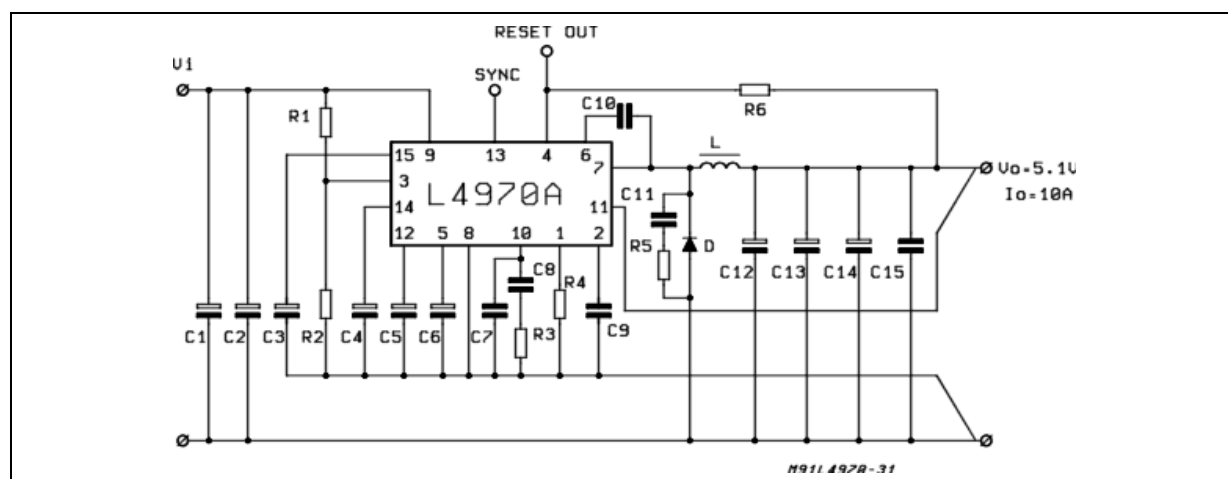 RESET OUT
Vi
SYNC
C10
R6
R1
L
15 9 13 4 6
7
Vo=5.1V
3
L4970A
C11
Io=10A
14
11
12 5 8 10 1 2
R5
D
C8
C12 C13 C14 C15
R4
C1 C2 C3 R2 C4 C5 C6 C7 R3 C9
M91L4970-31